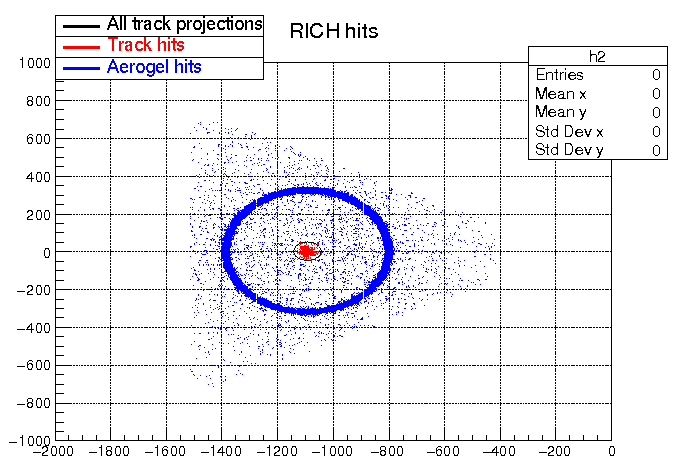 All track projections
Track hits
Aerogel hits
RICH hits
h2
Entries 0
Mean x 0
Mean y 0
Std Dev x 0
Std Dev y 0
1000
800
600
400
200
0
−200
−400
−600
−800
−1000
−2000 −1800 −1600 −1400 −1200 −1000 −800 −600 −400 −200 0